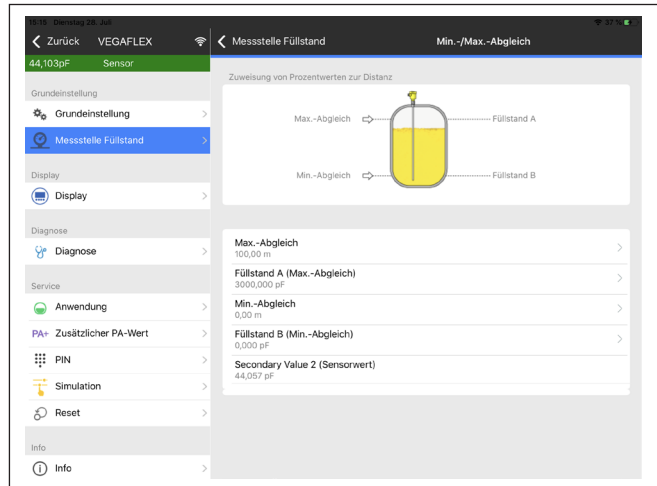 15:15 Dienstag 28. Juli
37 %
Zurück VEGAFLEX
Messstelle Füllstand
Min.-/Max.-Abgleich
44,103pF Sensor
Grundeinstellung
Grundeinstellung
Messstelle Füllstand
Display
Display
Diagnose
Diagnose
Service
Anwendung
PA+ Zusätzlicher PA-Wert
PIN
Simulation
Reset
Info
Info
Zuweisung von Prozentwerten zur Distanz
Max.-Abgleich
Füllstand A
Min.-Abgleich
Füllstand B
Max.-Abgleich
100,00 m
Füllstand A (Max.-Abgleich)
3000,000 pF
Min.-Abgleich
0,00 m
Füllstand B (Min.-Abgleich)
0,000 pF
Secondary Value 2 (Sensorwert)
44,057 pF